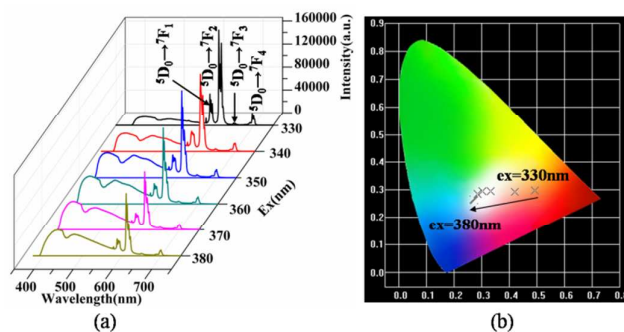 160000
120000
80000
40000
0
Intensity(a.u.)
⁵D₀→⁷F₁
⁵D₀→⁷F₂
⁵D₀→⁷F₃
⁵D₀→⁷F₄
330
340
350
360
370
380
Ex(nm)
400 500 600 700
Wavelength(nm)
(a)
0.9
0.8
0.7
0.6
0.5
0.4
0.3
0.2
0.1
0.0
ex=330nm
ex=380nm
0.0 0.1 0.2 0.3 0.4 0.5 0.6 0.7 0.8
(b)